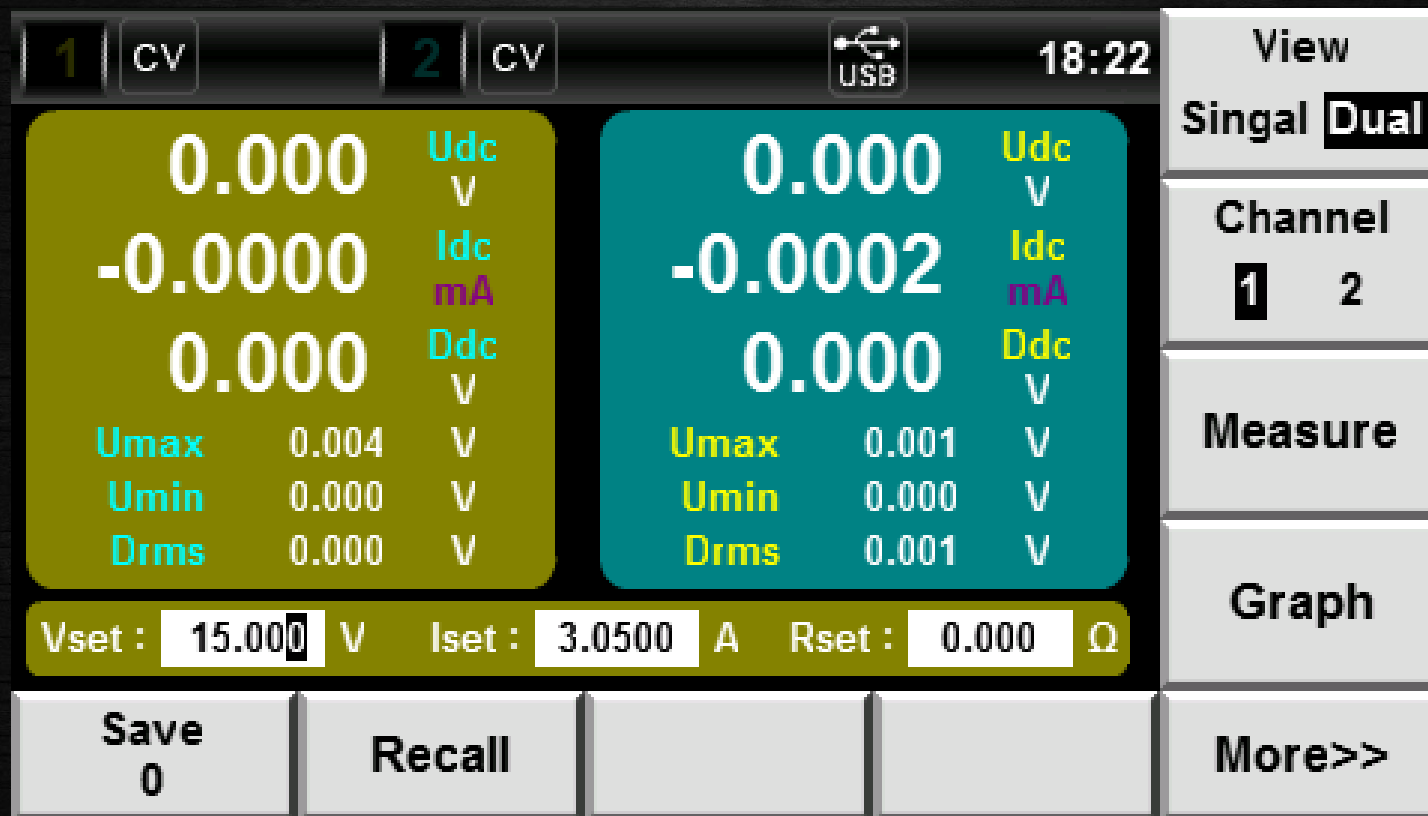 1 CV 2 CV USB 18:22
View
Singal Dual
Channel
1 2
Measure
Graph
More>>
0.000 Udc V
-0.0000 Idc mA
0.000 Ddc V
Umax 0.004 V
Umin 0.000 V
Drms 0.000 V
0.000 Udc V
-0.0002 Idc mA
0.000 Ddc V
Umax 0.001 V
Umin 0.000 V
Drms 0.001 V
Vset : 15.000 V Iset : 3.0500 A Rset : 0.000 Ω
Save
0
Recall